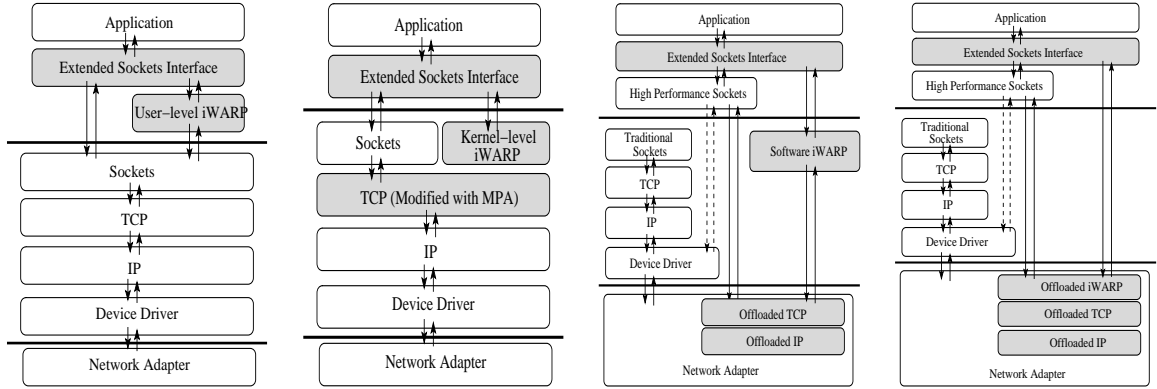 Application
Extended Sockets Interface
User-level iWARP
Sockets
TCP
IP
Device Driver
Network Adapter
Application
Extended Sockets Interface
Sockets
Kernel-level
iWARP
TCP (Modified with MPA)
IP
Device Driver
Network Adapter
Application
Extended Sockets Interface
High Performance Sockets
Traditional
Sockets
Software iWARP
TCP
IP
Device Driver
Offloaded TCP
Offloaded IP
Network Adapter
Application
Extended Sockets Interface
High Performance Sockets
Traditional
Sockets
TCP
IP
Device Driver
Offloaded iWARP
Offloaded TCP
Offloaded IP
Network Adapter